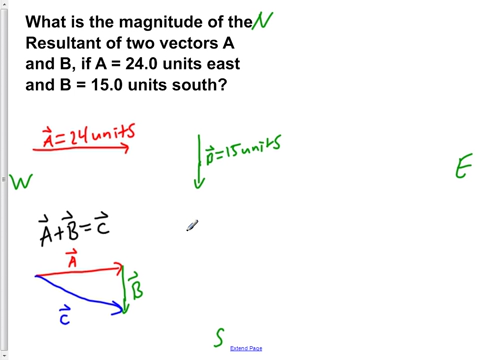 What is the magnitude of the N
Resultant of two vectors A
and B, if A = 24.0 units east
and B = 15.0 units south?
A⃗ = 24 units
B⃗ = 15 units
E
W
A⃗ + B⃗ = C⃗
A⃗
B⃗
C⃗
S
Extend Page